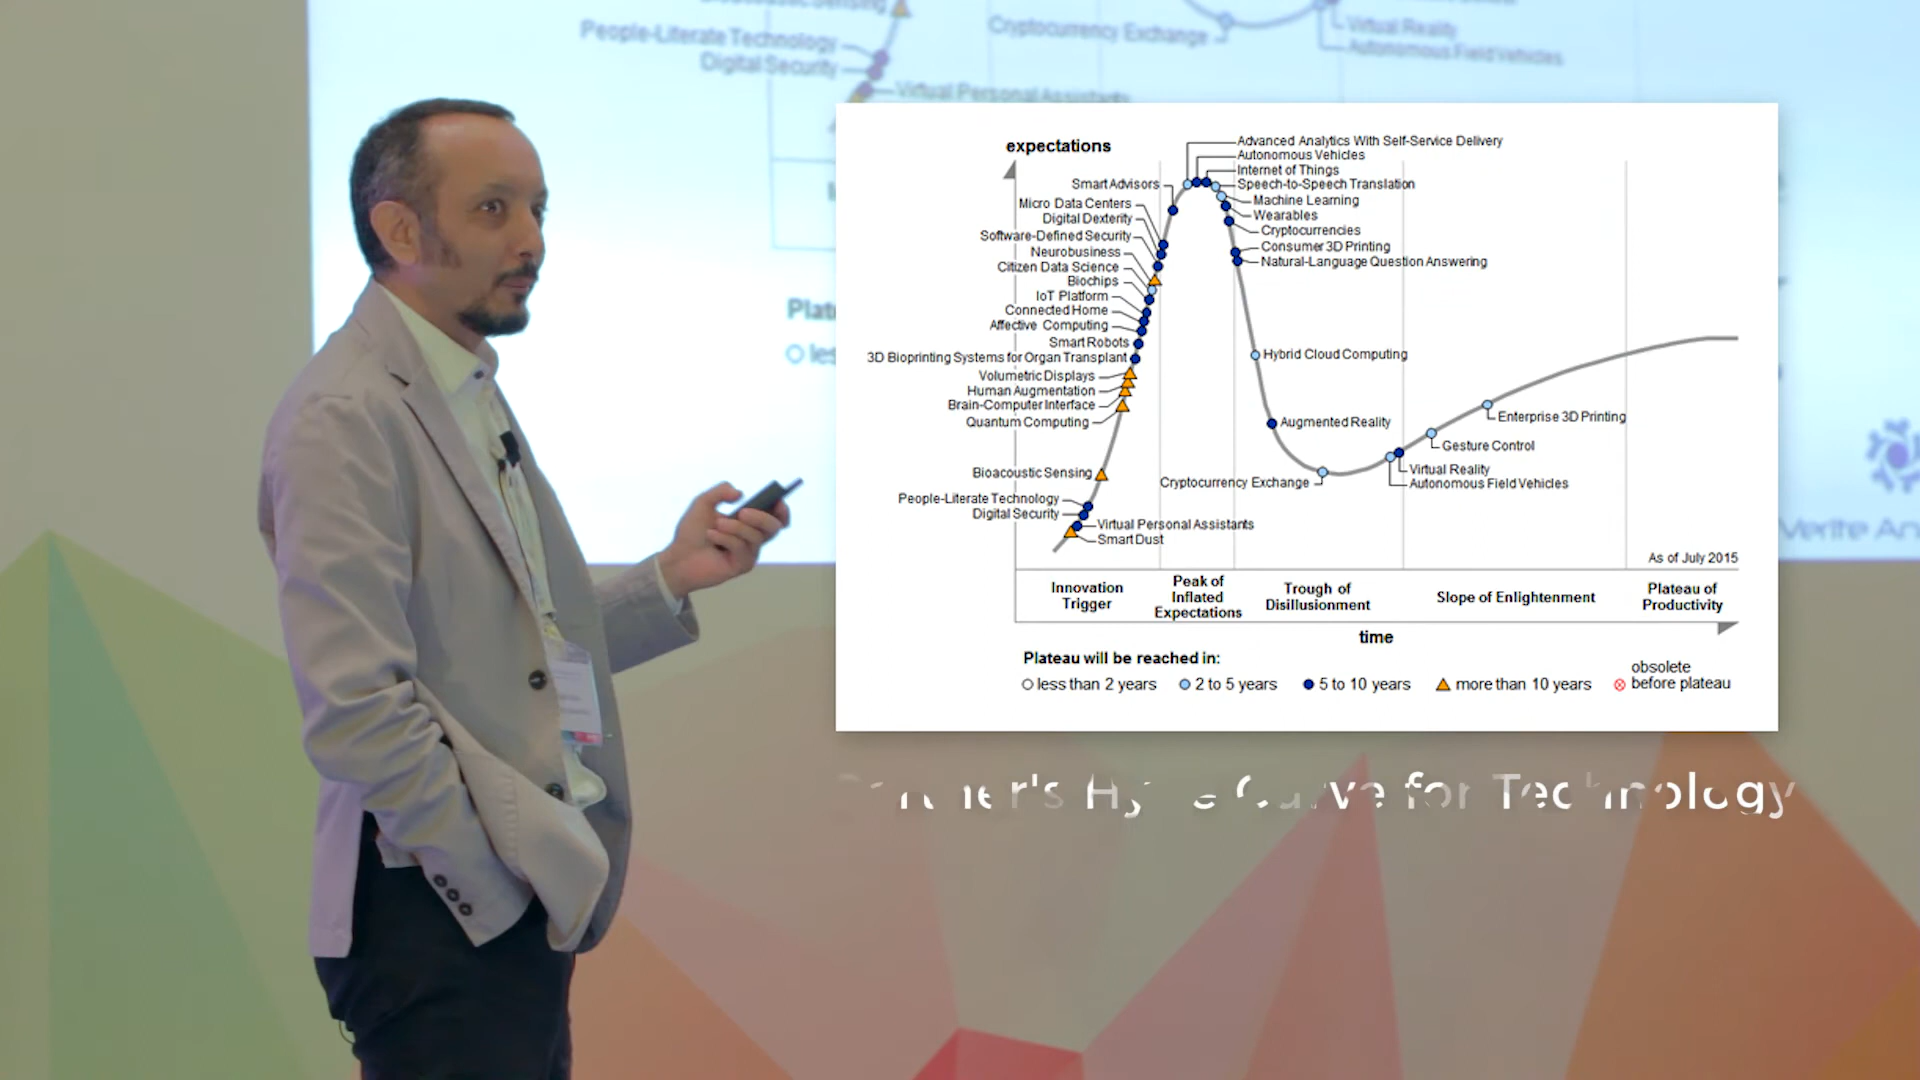 Sensing
People-Literate Technology
Digital Security
Virtual Personal Assistants
Cryptocurrency Exchange
Virtual Reality
Autonomous Field Vehicles
expectations
Advanced Analytics With Self-Service Delivery
Autonomous Vehicles
Internet of Things
Speech-to-Speech Translation
Machine Learning
Wearables
Cryptocurrencies
Consumer 3D Printing
Natural-Language Question Answering
Smart Advisors
Micro Data Centers
Digital Dexterity
Software-Defined Security
Neurobusiness
Citizen Data Science
Biochips
IoT Platform
Connected Home
Affective Computing
Smart Robots
3D Bioprinting Systems for Organ Transplant
Volumetric Displays
Human Augmentation
Brain-Computer Interface
Quantum Computing
Bioacoustic Sensing
People-Literate Technology
Digital Security
Virtual Personal Assistants
Smart Dust
Hybrid Cloud Computing
Augmented Reality
Cryptocurrency Exchange
Enterprise 3D Printing
Gesture Control
Virtual Reality
Autonomous Field Vehicles
As of July 2015
Innovation
Trigger
Peak of
Inflated
Expectations
Trough of
Disillusionment
Slope of Enlightenment
Plateau of
Productivity
time
Plateau will be reached in:
less than 2 years
2 to 5 years
5 to 10 years
more than 10 years
obsolete
before plateau
Curve for Technology